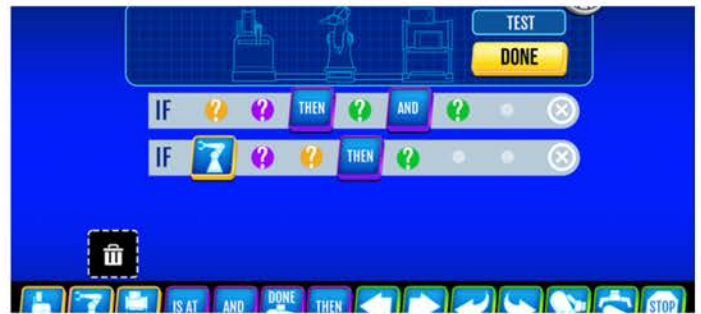 TEST
DONE
IF ? ? THEN ? AND ?
IF ? ? THEN ?
IS AT AND DONE THEN STOP